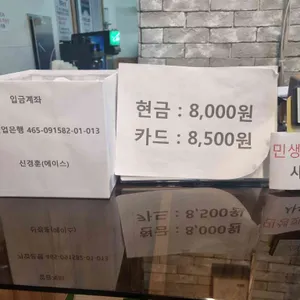 입금계좌
업은행 465-091582-01-013
신경훈(에이스)
현금 : 8,000원
카드 : 8,500원
민생
사